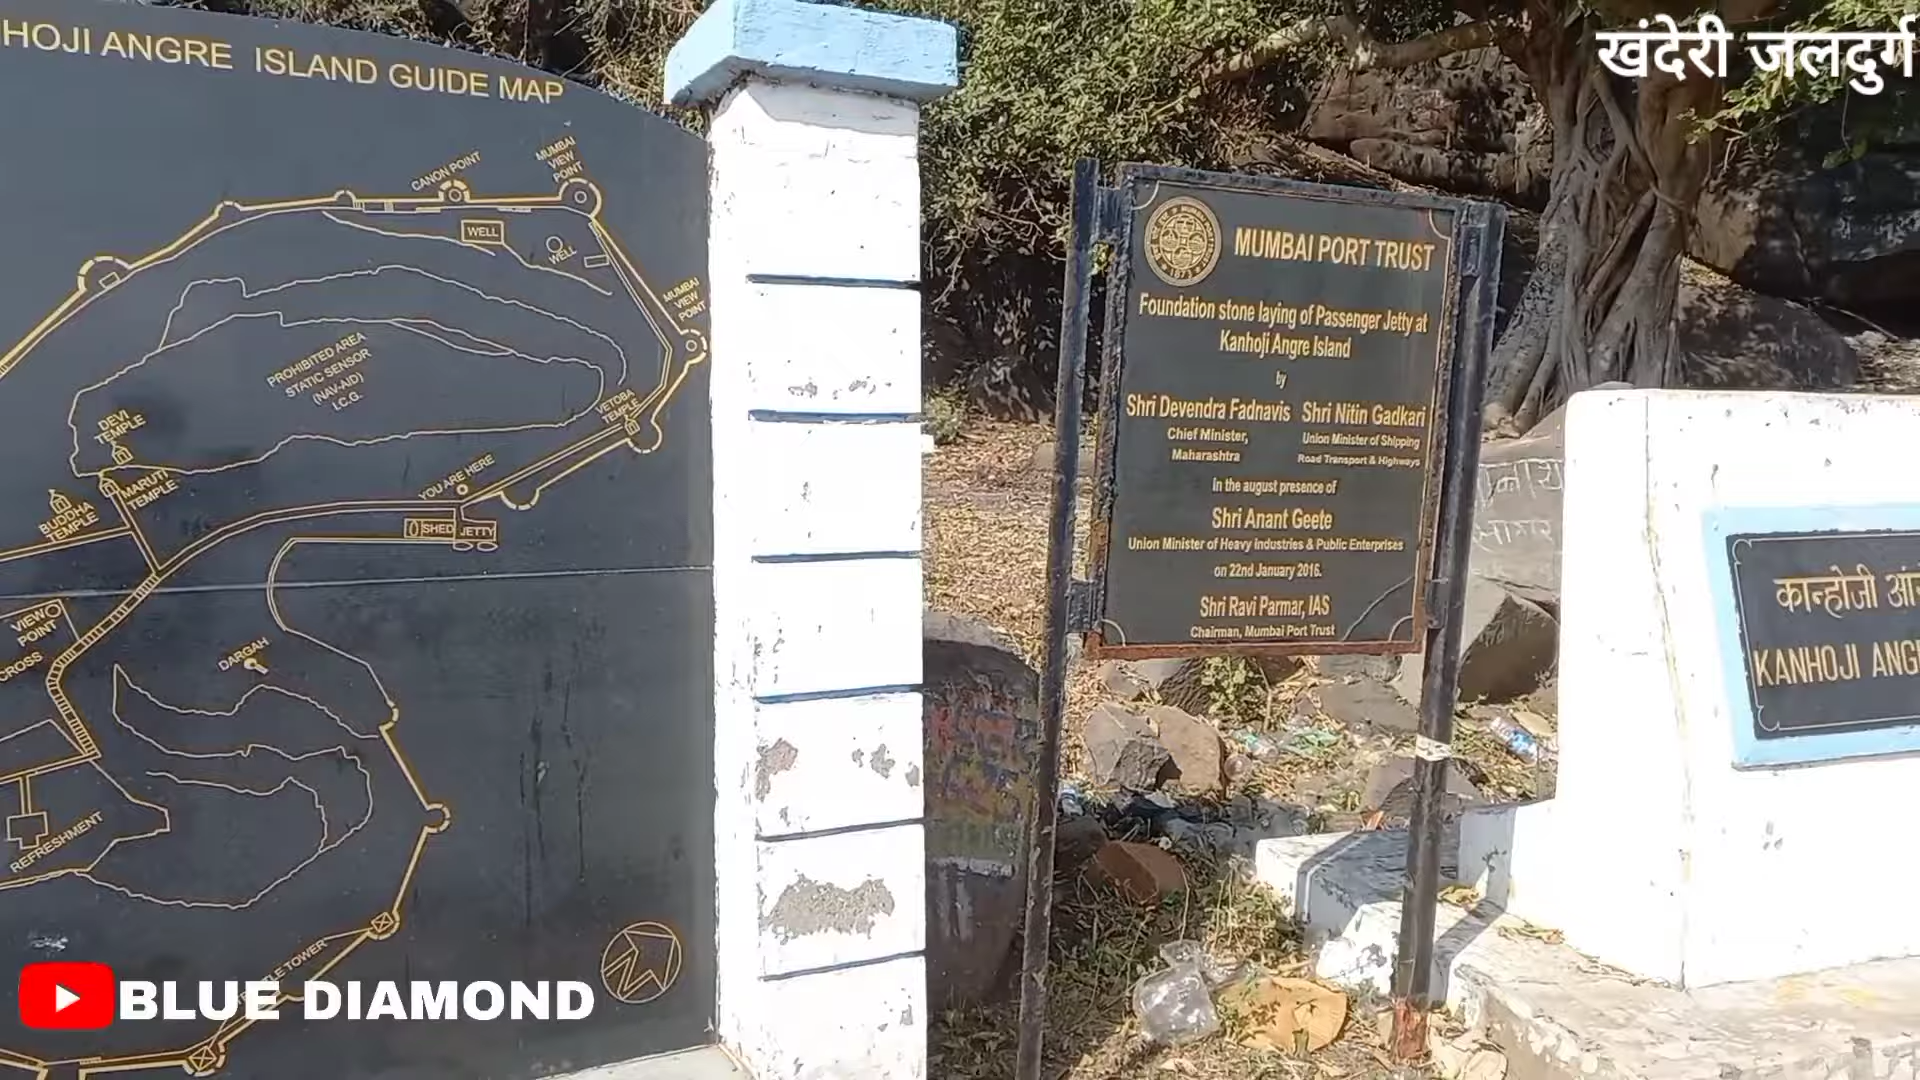 खंदेरी जलदुर्ग
HOJI ANGRE ISLAND GUIDE MAP
CANON POINT
MUMBAI
VIEW
POINT
WELL
WELL
MUMBAI
VIEW
POINT
PROHIBITED AREA
STATIC SENSOR
(NAV-AID)
I.C.G.
VETOBA
TEMPLE
DEVI
TEMPLE
MARUTI
TEMPLE
BUDDHA
TEMPLE
YOU ARE HERE
SHED
JETTY
VIEW
POINT
CROSS
DARGAH
REFRESHMENT
TOWER
MUMBAI PORT TRUST
1873
Foundation stone laying of Passenger Jetty at
Kanhoji Angre Island
by
Shri Devendra Fadnavis Shri Nitin Gadkari
Chief Minister, Union Minister of Shipping
Maharashtra Road Transport & Highways
in the august presence of
Shri Anant Geete
Union Minister of Heavy Industries & Public Enterprises
on 22nd January 2016.
Shri Ravi Parmar, IAS
Chairman, Mumbai Port Trust
कान्होजी आं
KANHOJI ANG
BLUE DIAMOND